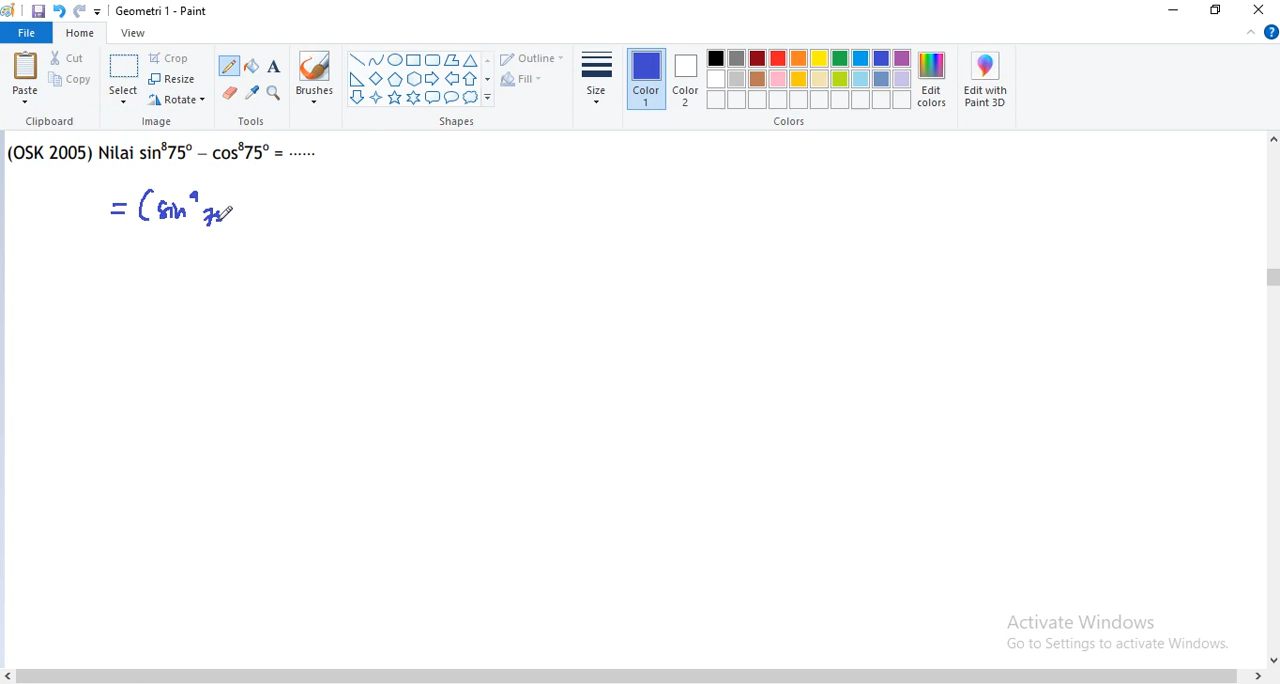 Geometri 1 - Paint
File Home View
Paste Cut Copy Clipboard
Select Crop Resize Rotate Image
Tools
Brushes
Outline Fill Shapes
Size
Color 1 Color 2 Edit colors Colors
Edit with Paint 3D
(OSK 2005) Nilai sin⁸75° – cos⁸75° = ······
= (sin⁴ 75
Activate Windows
Go to Settings to activate Windows.